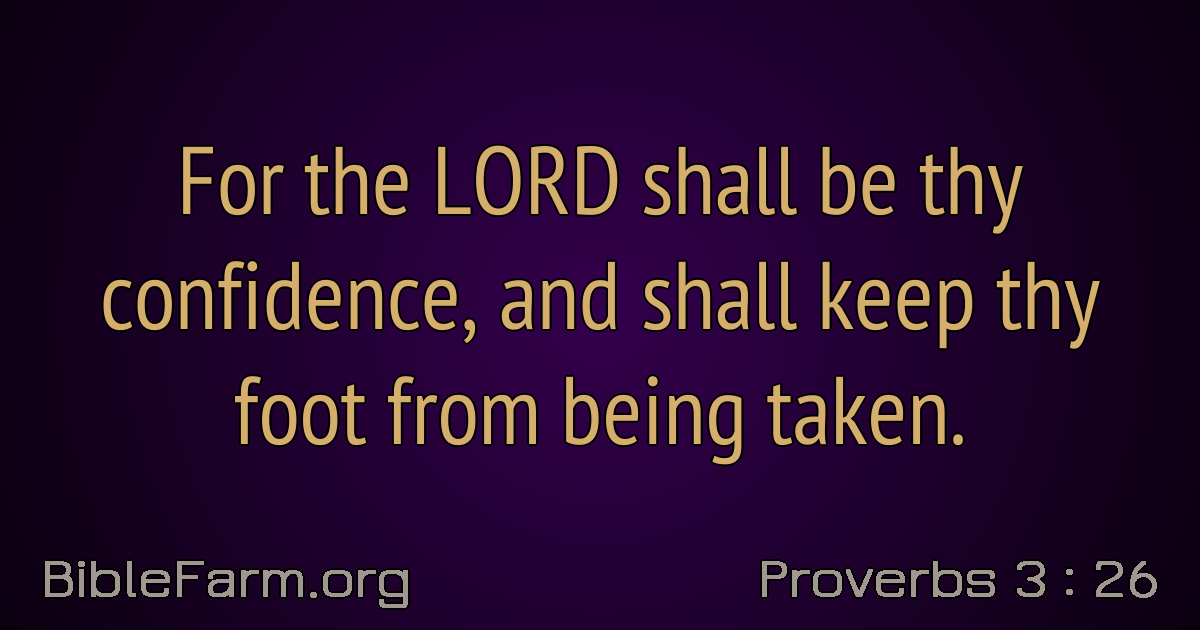 For the LORD shall be thy
confidence, and shall keep thy
foot from being taken.
BibleFarm.org
Proverbs 3 : 26